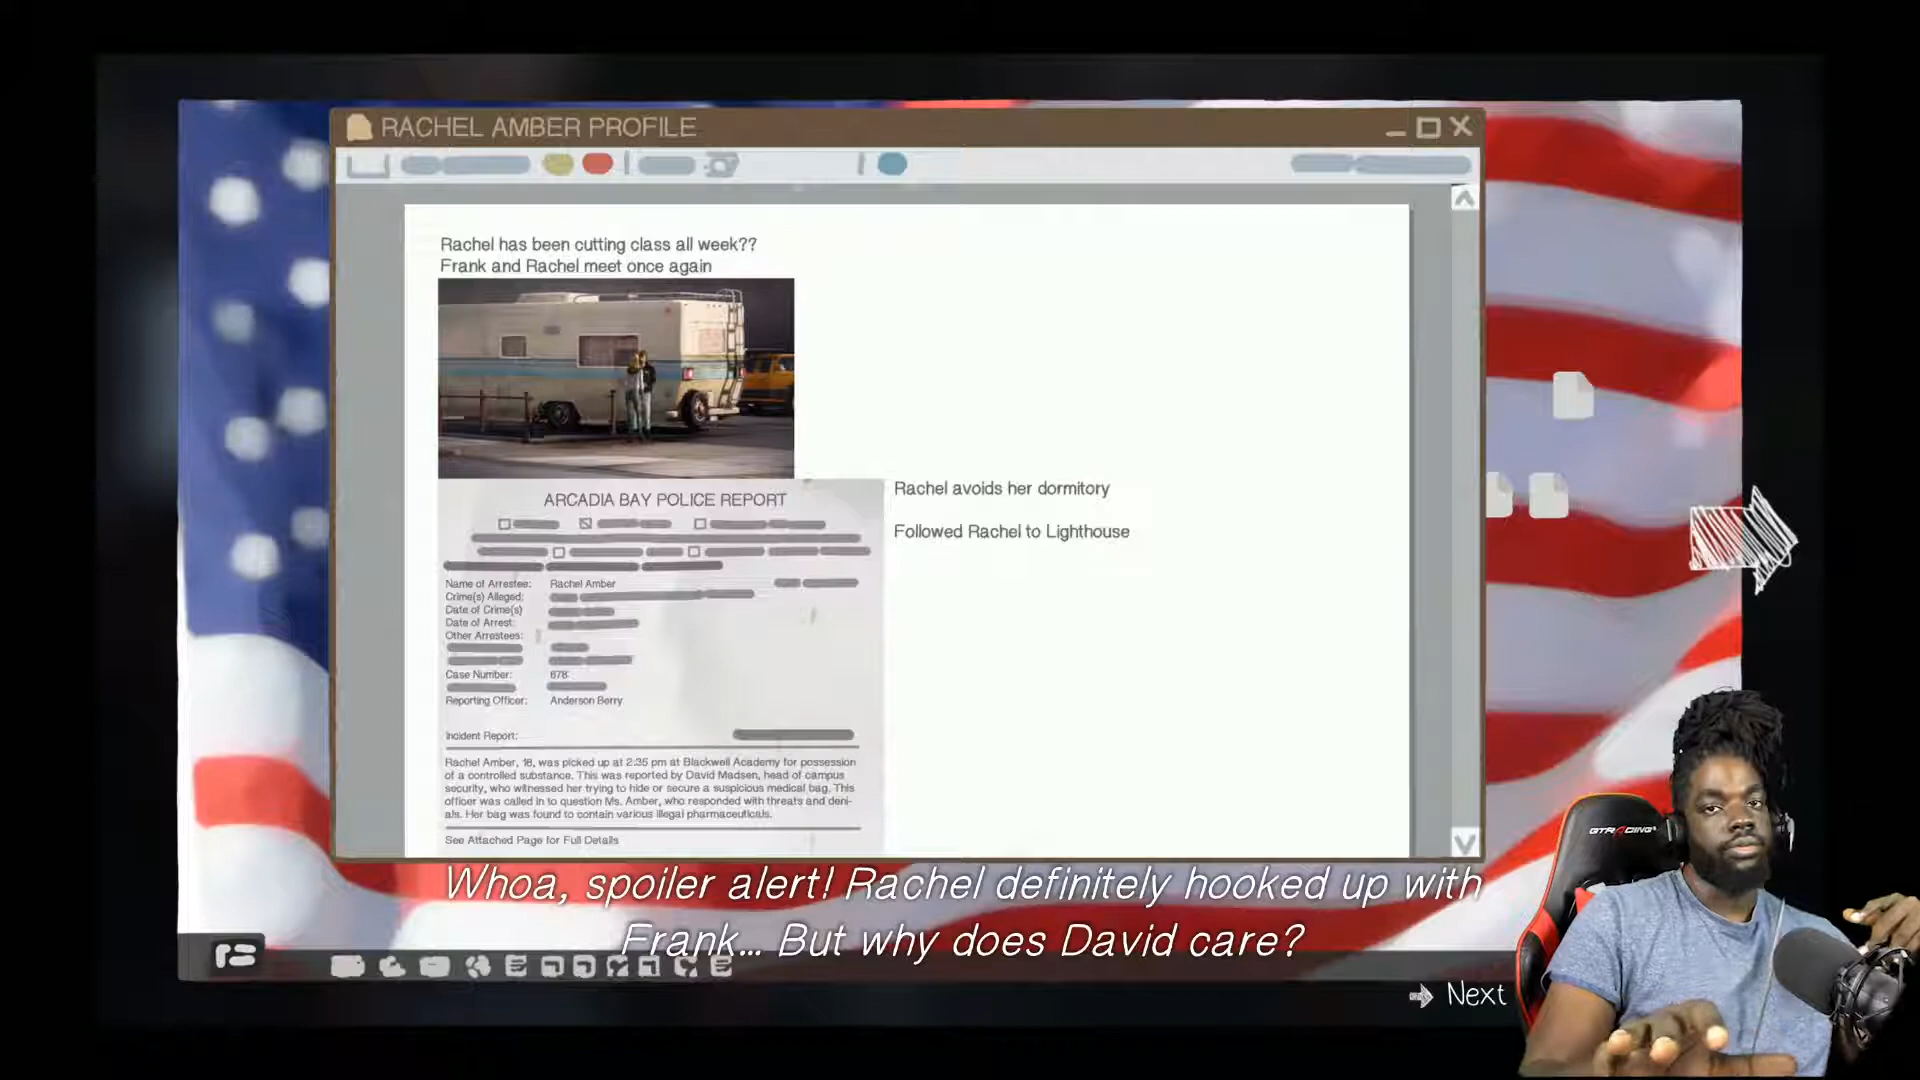 RACHEL AMBER PROFILE
Rachel has been cutting class all week??
Frank and Rachel meet once again
ARCADIA BAY POLICE REPORT
Rachel avoids her dormitory
Followed Rachel to Lighthouse
Name of Arrestee: Rachel Amber
Crime(s) Alleged:
Date of Crime(s)
Date of Arrest:
Other Arrestees:
Case Number: 678
Reporting Officer: Anderson Berry
Incident Report:
Rachel Amber, 18, was picked up at 2:35 pm at Blackwell Academy for possession
of a controlled substance. This was reported by David Madsen, head of campus
security, who witnessed her trying to hide or secure a suspicious medical bag. This
officer was called in to question Ms. Amber, who responded with threats and deni-
als. Her bag was found to contain various illegal pharmaceuticals.
See Attached Page for Full Details
Whoa, spoiler alert! Rachel definitely hooked up with
Frank... But why does David care?
Next
GTRACING